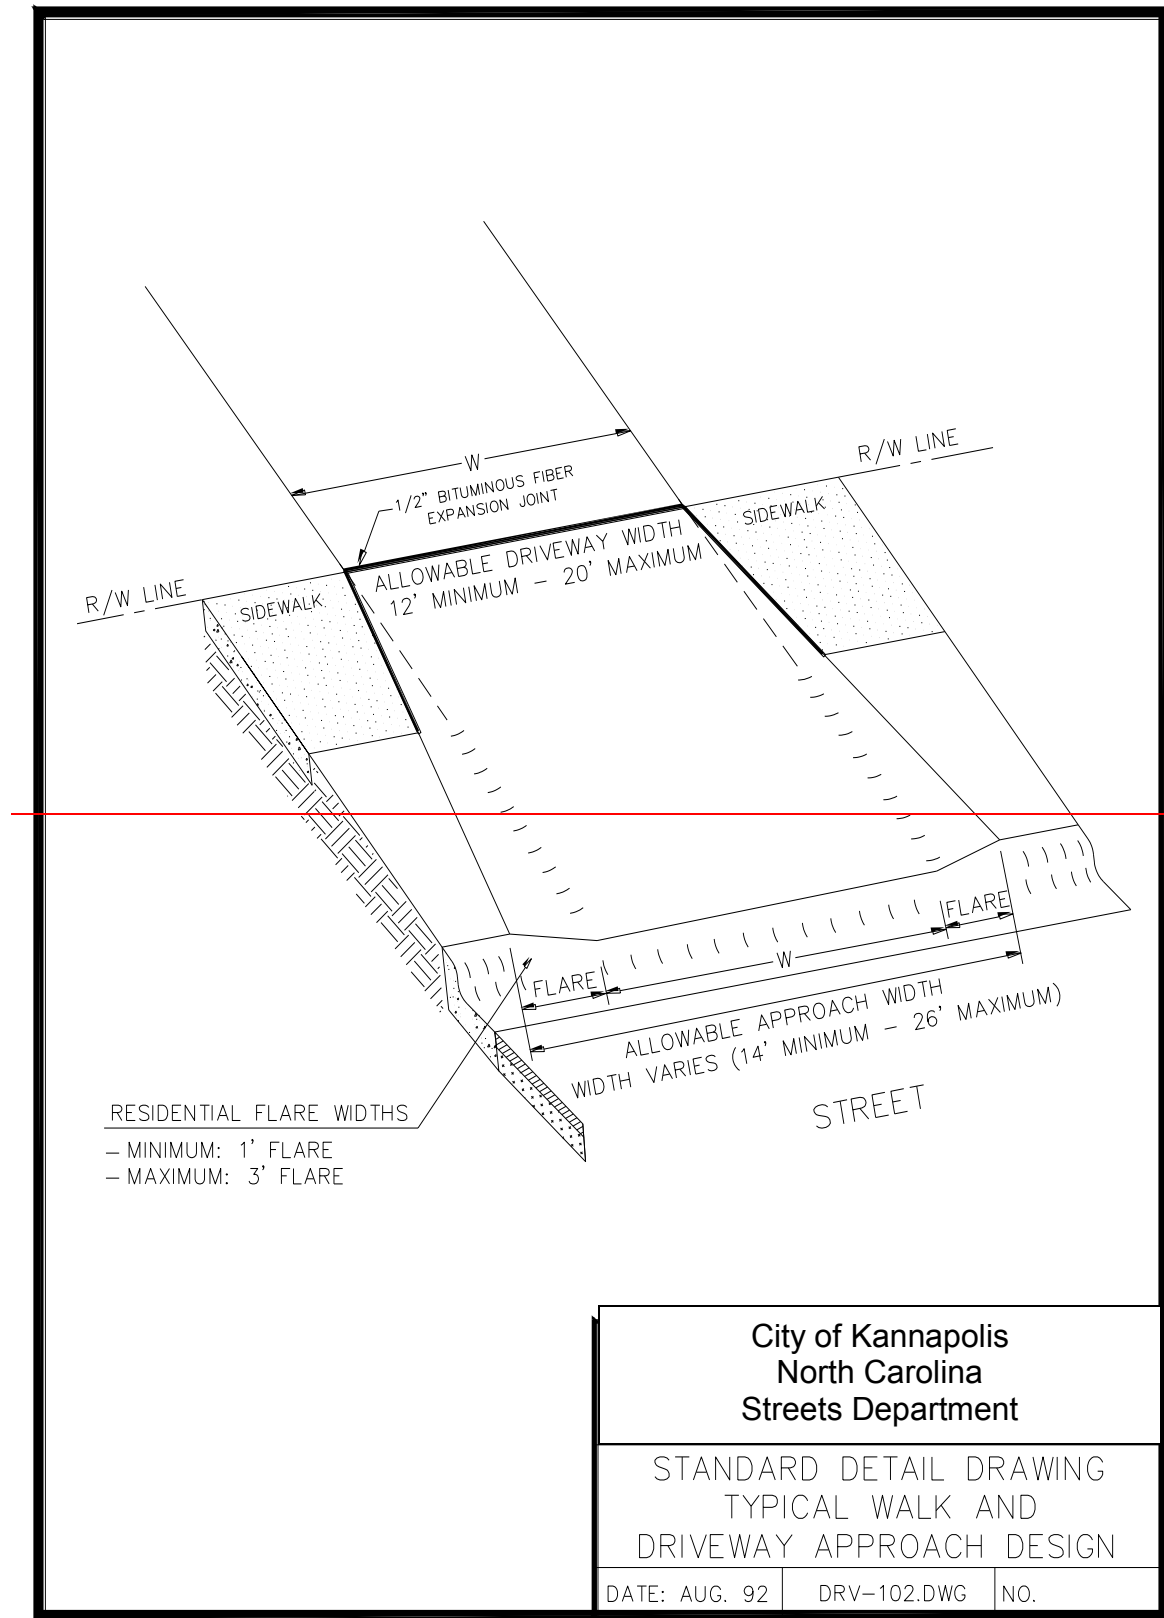 W
R/W LINE
1/2" BITUMINOUS FIBER
EXPANSION JOINT
SIDEWALK
ALLOWABLE DRIVEWAY WIDTH
12' MINIMUM – 20' MAXIMUM
R/W LINE
SIDEWALK
FLARE
W
FLARE
ALLOWABLE APPROACH WIDTH
WIDTH VARIES (14' MINIMUM – 26' MAXIMUM)
STREET
RESIDENTIAL FLARE WIDTHS
– MINIMUM: 1' FLARE
– MAXIMUM: 3' FLARE
City of Kannapolis
North Carolina
Streets Department
STANDARD DETAIL DRAWING
TYPICAL WALK AND
DRIVEWAY APPROACH DESIGN
DATE: AUG. 92
DRV–102.DWG
NO.